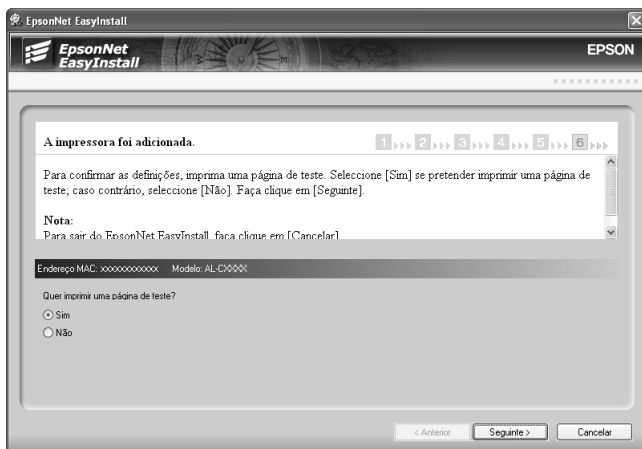 EpsonNet EasyInstall
EpsonNet
EasyInstall
EPSON
A impressora foi adicionada.
1 2 3 4 5 6
Para confirmar as definições, imprima uma página de teste. Seleccione [Sim] se pretender imprimir uma página de
teste; caso contrário, seleccione [Não]. Faça clique em [Seguinte].
Nota:
Para sair do EpsonNet EasyInstall, faça clique em [Cancelar]
Endereço MAC: xxxxxxxxxxxx Modelo: AL-CXXXX
Quer imprimir uma página de teste?
Sim
Não
< Anterior Seguinte > Cancelar